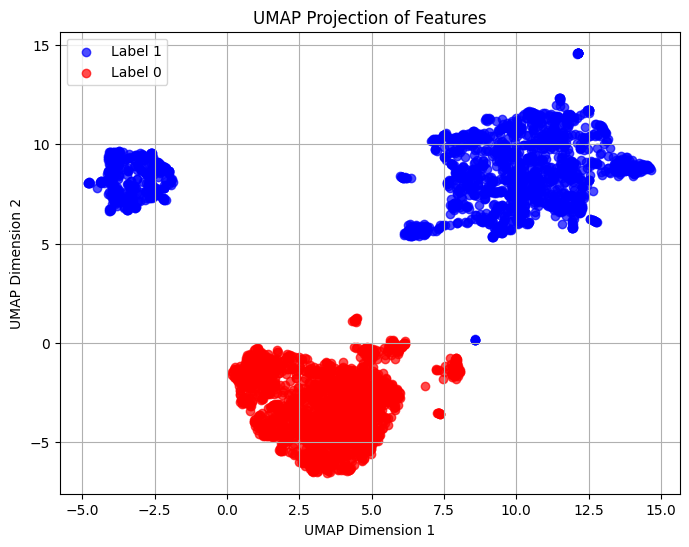 UMAP Projection of Features
Label 1
Label 0
15
10
5
0
−5
UMAP Dimension 2
−5.0 −2.5 0.0 2.5 5.0 7.5 10.0 12.5 15.0
UMAP Dimension 1